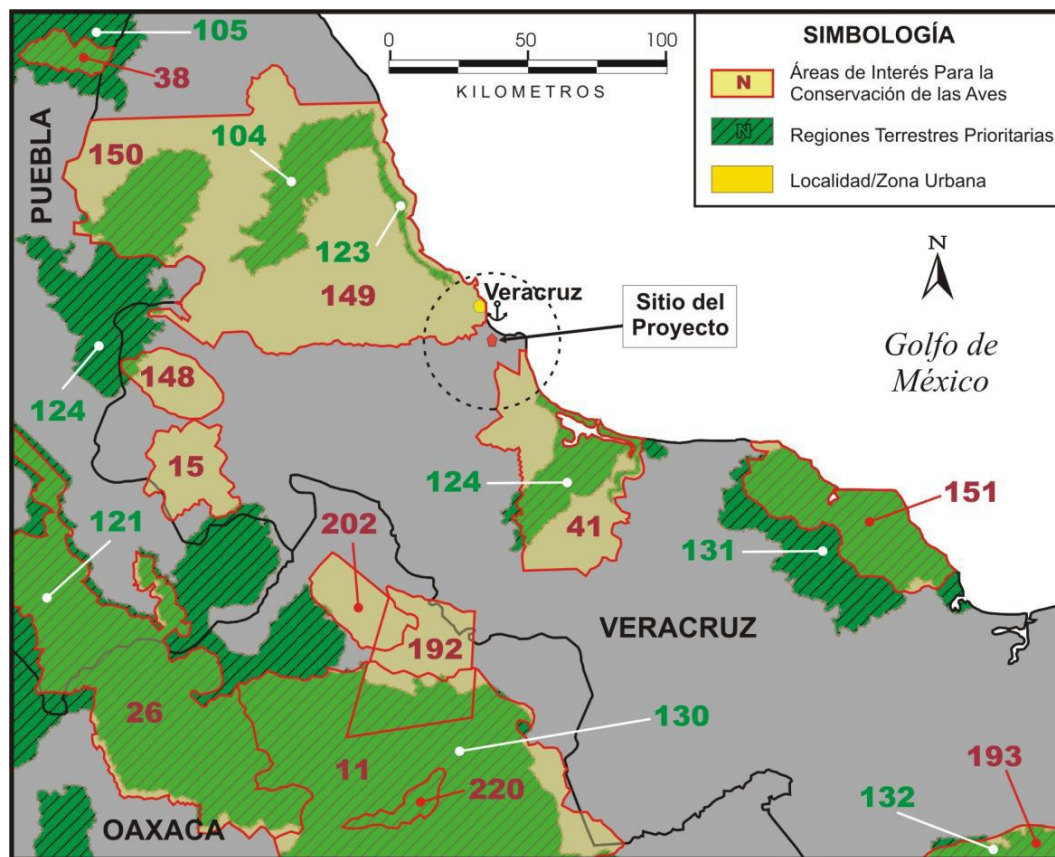 105
38
0 50 100
KILOMETROS
SIMBOLOGÍA
N
Áreas de Interés Para la
Conservación de las Aves
N
Regiones Terrestres Prioritarias
Localidad/Zona Urbana
PUEBLA
150
104
123
149
Veracruz
Sitio del
Proyecto
N
Golfo de
México
148
124
15
124
41
151
131
121
202
192
VERACRUZ
26
130
11
220
193
132
OAXACA